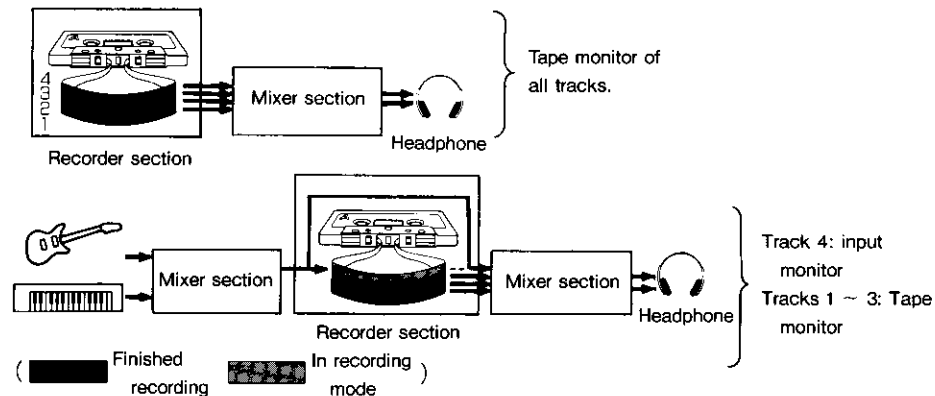 4
3
2
1
Mixer section
Headphone
Recorder section
Tape monitor of
all tracks.
Mixer section
Recorder section
Mixer section
Headphone
Track 4: input
monitor
Tracks 1 ~ 3: Tape
monitor
( Finished
recording
In recording )
mode